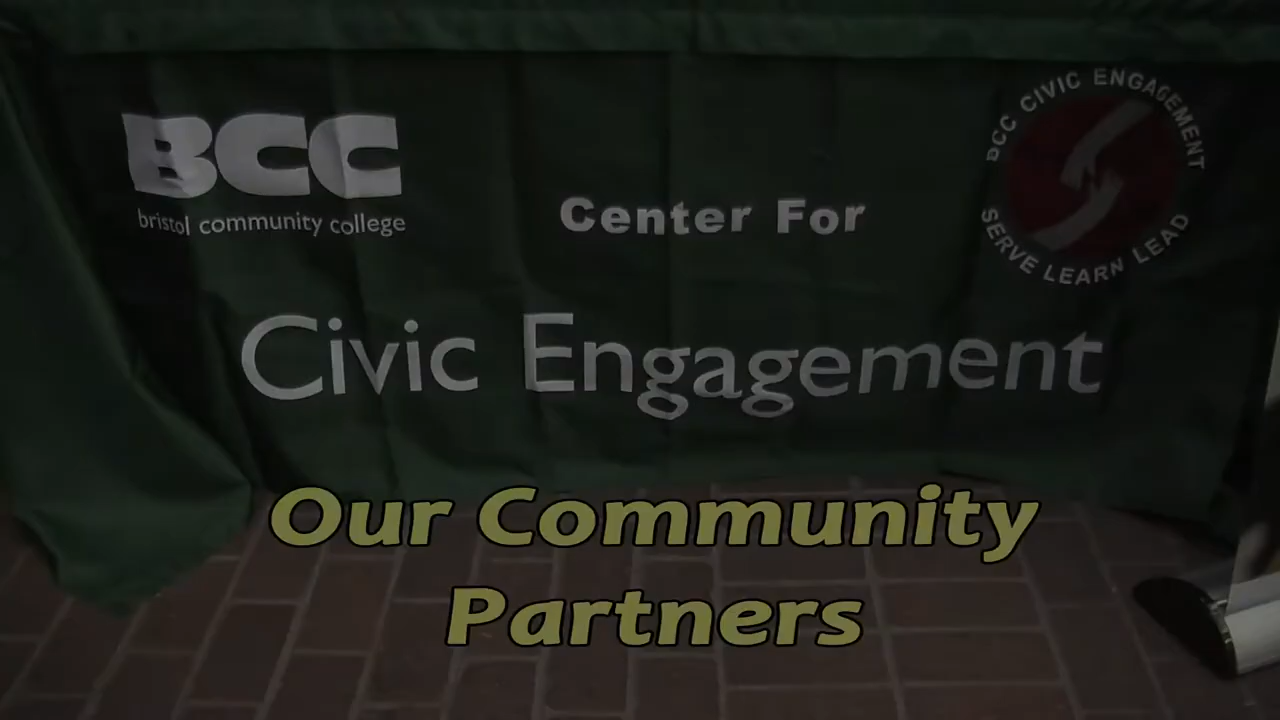 BCC
bristol community college
Center For
BCC CIVIC ENGAGEMENT
SERVE LEARN LEAD
Civic Engagement
Our Community
Partners